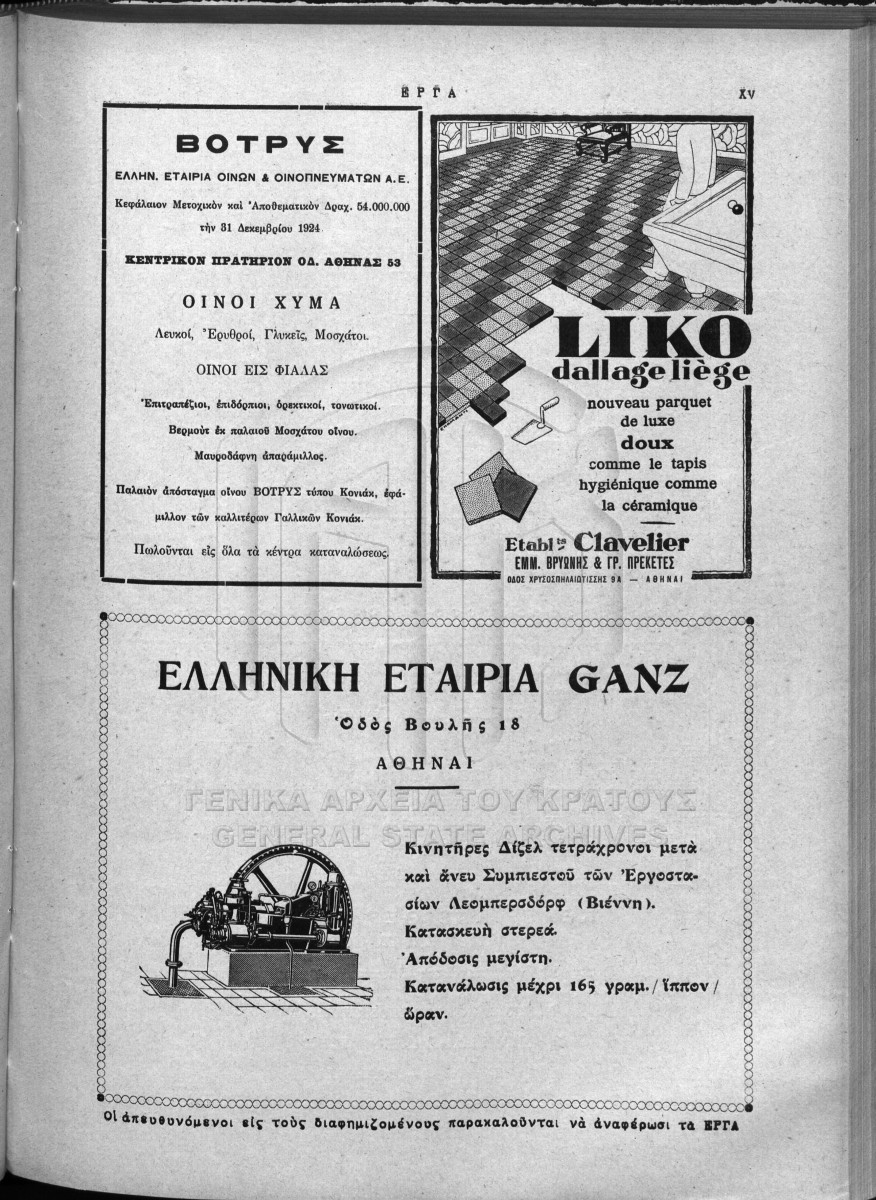 ΕΡΓΑ
XV
ΒΟΤΡΥΣ
ΕΛΛΗΝ. ΕΤΑΙΡΙΑ ΟΙΝΩΝ & ΟΙΝΟΠΝΕΥΜΑΤΩΝ Α.Ε.
Κεφάλαιον Μετοχικὸν καὶ Ἀποθεματικὸν Δραχ. 54.000.000
τὴν 31 Δεκεμβρίου 1924
ΚΕΝΤΡΙΚΟΝ ΠΡΑΤΗΡΙΟΝ ΟΔ. ΑΘΗΝΑΣ 53
ΟΙΝΟΙ ΧΥΜΑ
Λευκοί, Ἐρυθροί, Γλυκεῖς, Μοσχάτοι.
ΟΙΝΟΙ ΕΙΣ ΦΙΑΛΑΣ
Ἐπιτραπέζιοι, ἐπιδόρπιοι, ὀρεκτικοί, τονωτικοί.
Βερμοὺτ ἐκ παλαιοῦ Μοσχάτου οἴνου.
Μαυροδάφνη ἀπαράμιλλος.
Παλαιὸν ἀπόσταγμα οἴνου ΒΟΤΡΥΣ τύπου Κονιάκ, ἐφά-
μιλλον τῶν καλλιτέρων Γαλλικῶν Κονιάκ.
Πωλοῦνται εἰς ὅλα τὰ κέντρα καταναλώσεως.
LIKO
dallage liège
nouveau parquet
de luxe
doux
comme le tapis
hygiénique comme
la céramique
Etabl.ts Clavelier
ΕΜΜ. ΒΡΥΩΝΗΣ & ΓΡ. ΠΡΕΚΕΤΕΣ
ΟΔΟΣ ΧΡΥΣΟΣΠΗΛΑΙΩΤΙΣΣΗΣ 9Α — ΑΘΗΝΑΙ
ΕΛΛΗΝΙΚΗ ΕΤΑΙΡΙΑ GANZ
Ὁδὸς Βουλῆς 18
ΑΘΗΝΑΙ
ΓΕΝΙΚΑ ΑΡΧΕΙΑ ΤΟΥ ΚΡΑΤΟΥΣ
GENERAL STATE ARCHIVES
Κινητῆρες Δίζελ τετράχρονοι μετὰ
καὶ ἄνευ Συμπιεστοῦ τῶν Ἐργοστα-
σίων Λεομπερσδόρφ (Βιέννη).
Κατασκευὴ στερεά.
Ἀπόδοσις μεγίστη.
Κατανάλωσις μέχρι 165 γραμ./ἵππον/
ὥραν.
Οἱ ἀπευθυνόμενοι εἰς τοὺς διαφημιζομένους παρακαλοῦνται νὰ ἀναφέρωσι τα ΕΡΓΑ